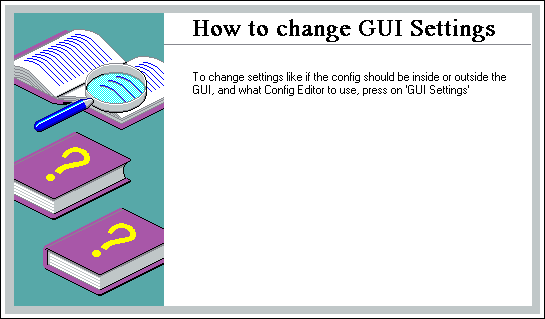 How to change GUI Settings
To change settings like if the config should be inside or outside the
GUI, and what Config Editor to use, press on 'GUI Settings'
? 
?